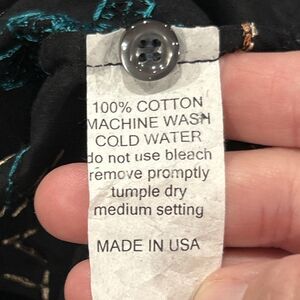 100% COTTON
MACHINE WASH
COLD WATER
do not use bleach
remove promptly
tumple dry
medium setting
MADE IN USA